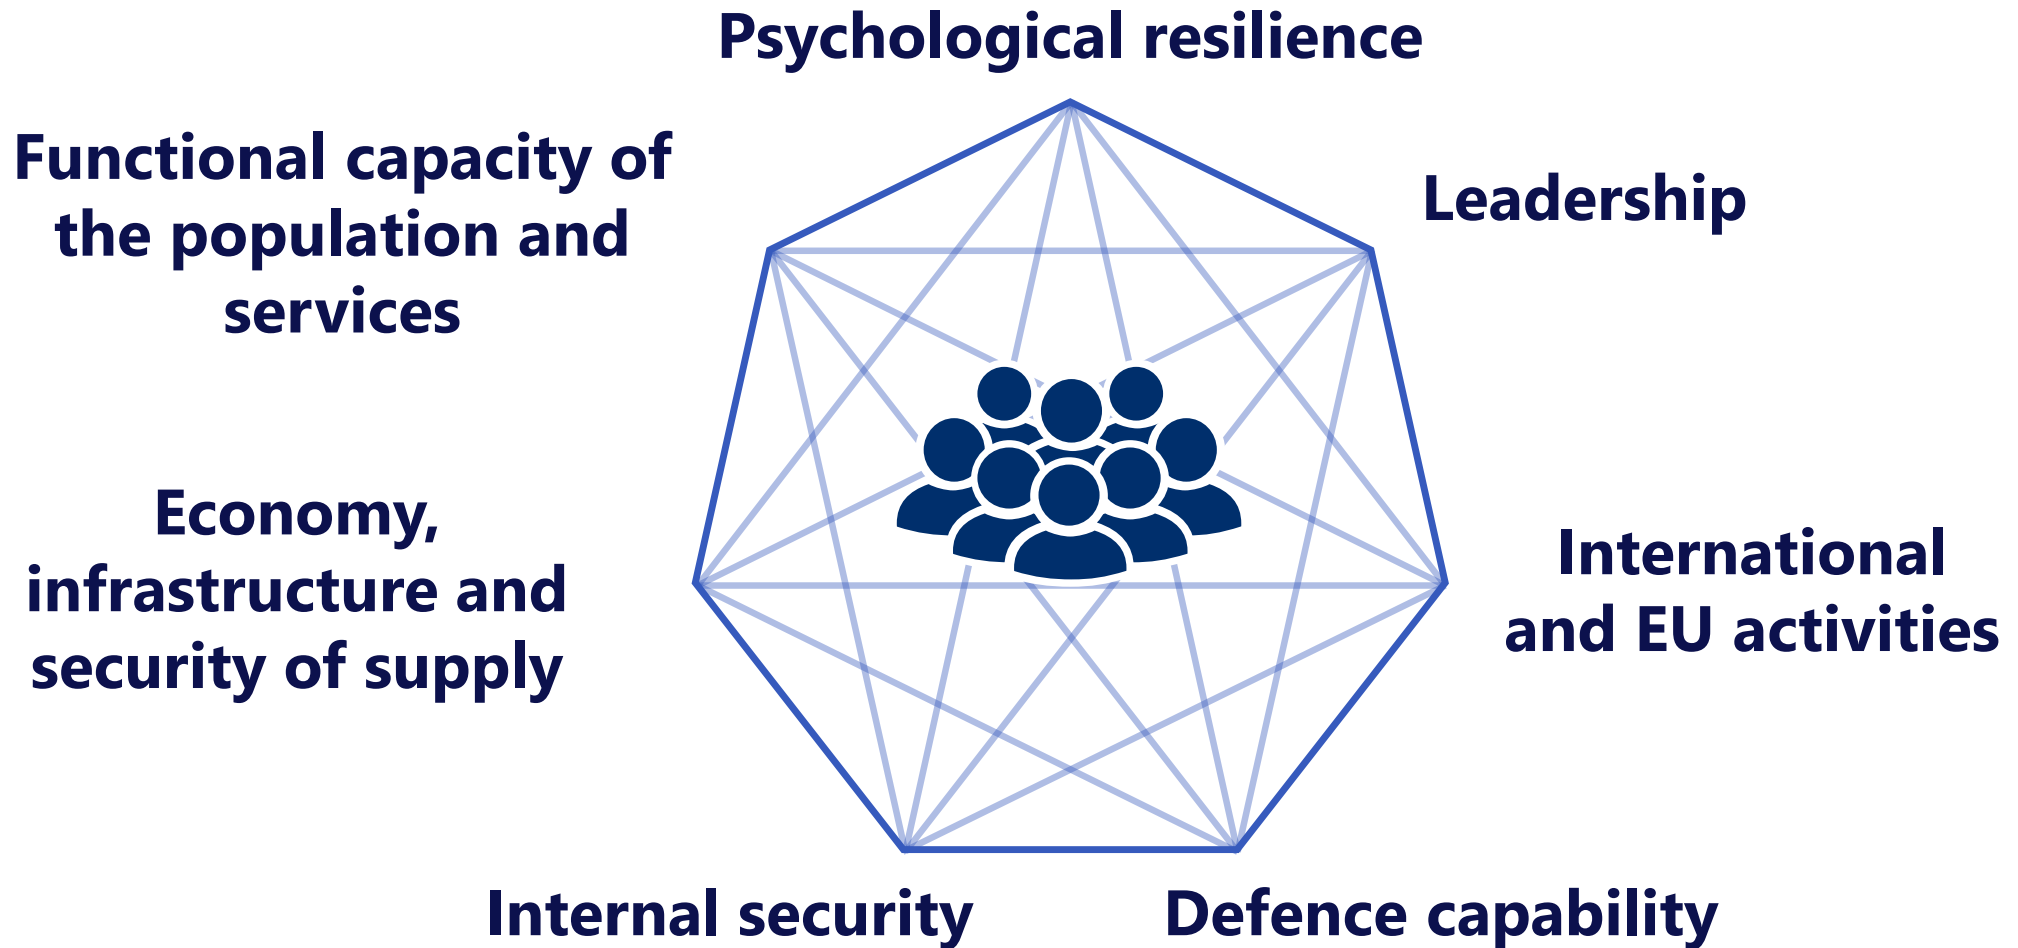 Psychological resilience
Functional capacity of
the population and
services
Leadership
Economy,
infrastructure and
security of supply
International
and EU activities
Internal security
Defence capability